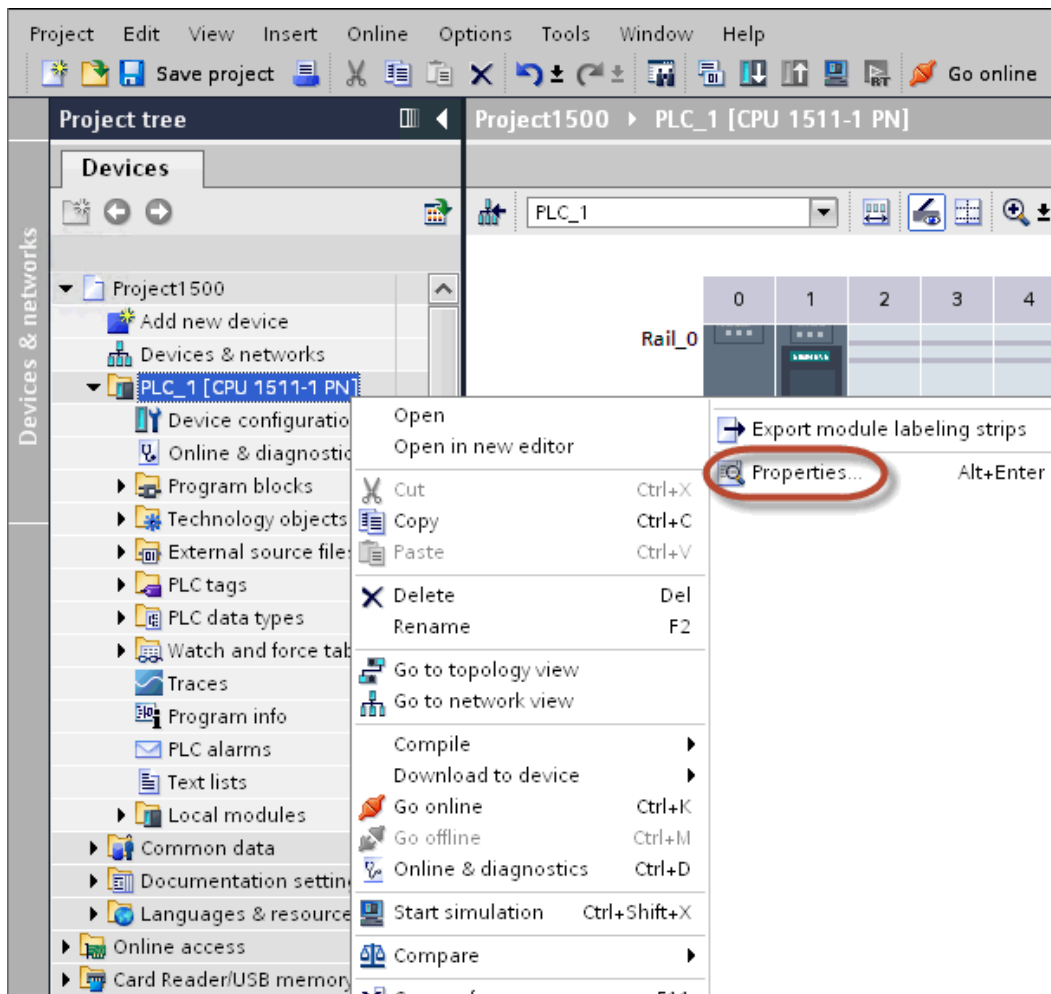 Project Edit View Insert Online Options Tools Window Help
Save project Go online
Project tree
Project1500 PLC_1 [CPU 1511-1 PN]
Devices
PLC_1
Devices & networks
Project1500
0 1 2 3 4
Add new device
Rail_0
SIEMENS
Devices & networks
PLC_1 [CPU 1511-1 PN]
Device configuratio
Online & diagnostic
Program blocks
Technology objects
External source file
PLC tags
PLC data types
Watch and force tab
Traces
Program info
PLC alarms
Text lists
Local modules
Common data
Documentation settin
Languages & resource
Online access
Card Reader/USB memory
Open
Open in new editor
Cut Ctrl+X
Copy Ctrl+C
Paste Ctrl+V
Delete Del
Rename F2
Go to topology view
Go to network view
Compile
Download to device
Go online Ctrl+K
Go offline Ctrl+M
Online & diagnostics Ctrl+D
Start simulation Ctrl+Shift+X
Compare
Export module labeling strips
Properties... Alt+Enter